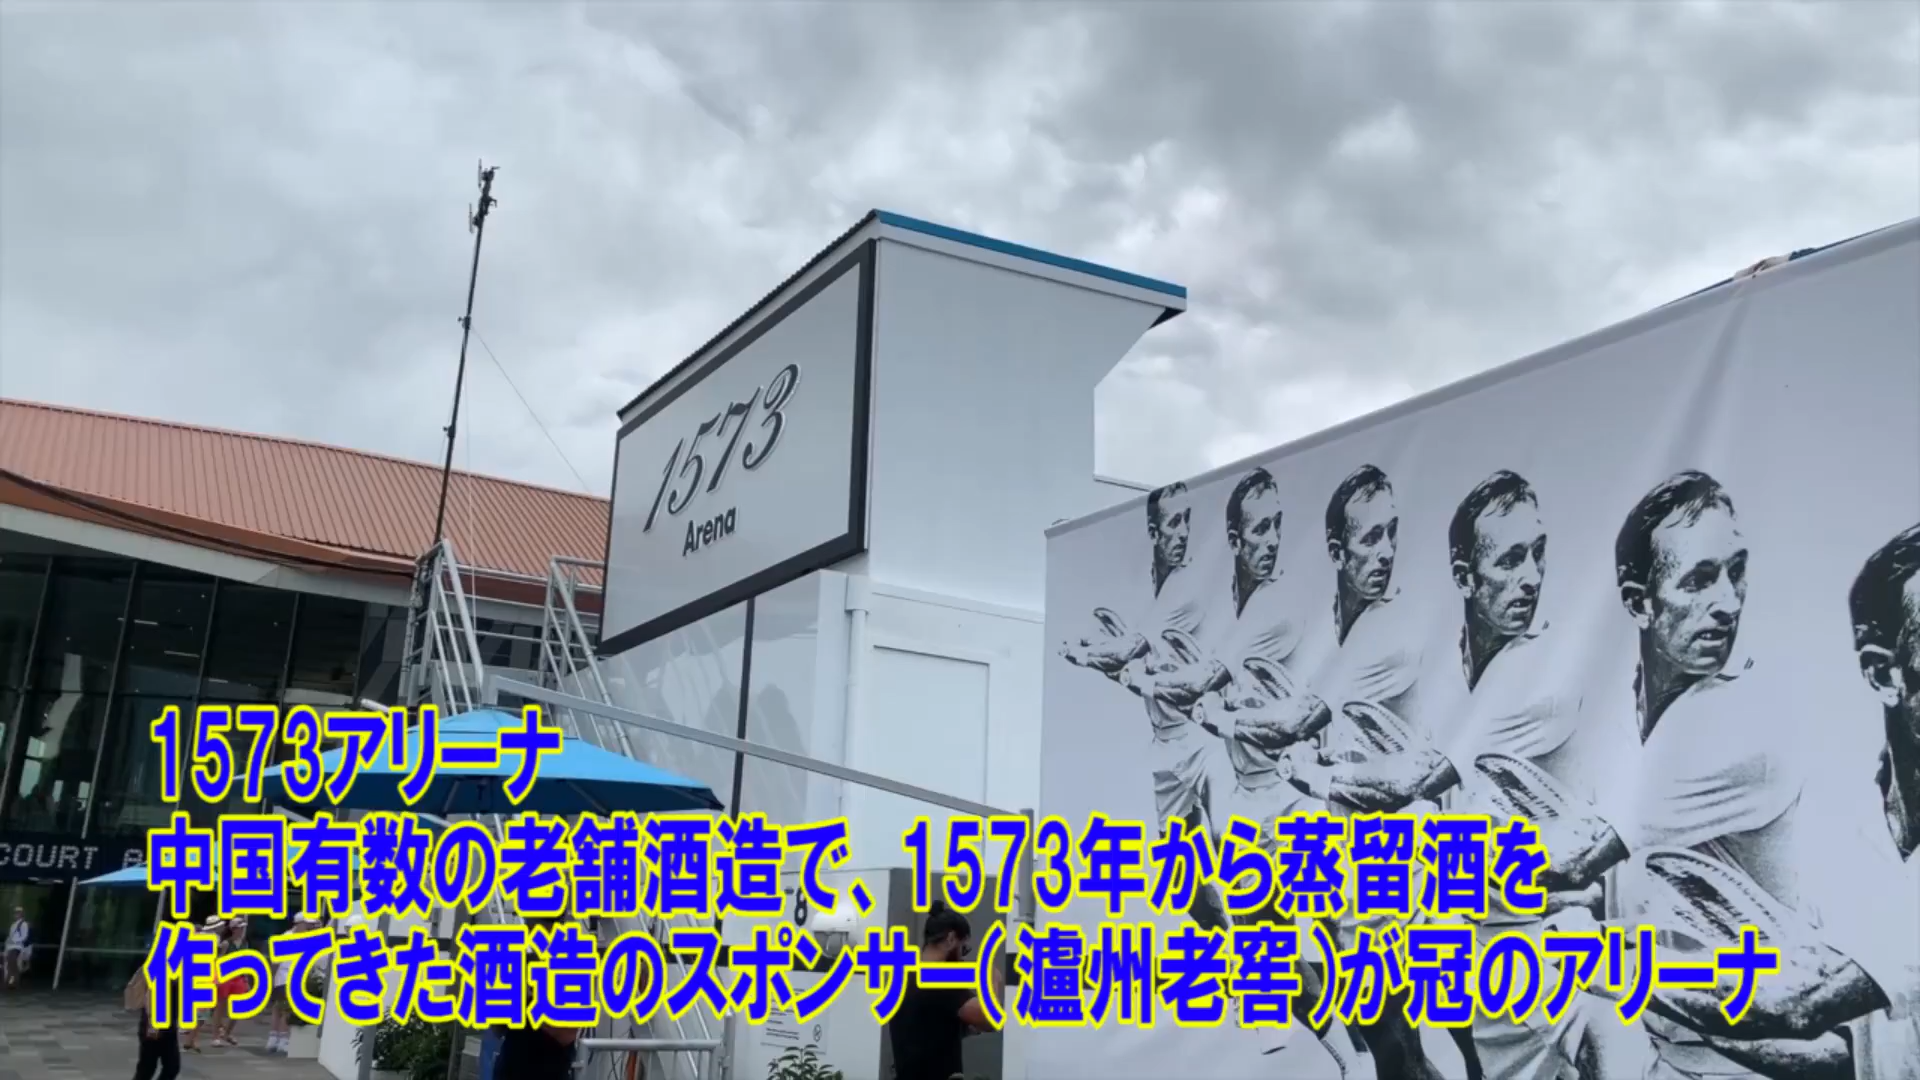 1573
Arena
COURT
1573アリーナ
中国有数の老舗酒造で、1573年から蒸留酒を
作ってきた酒造のスポンサー(瀘州老窖)が冠のアリーナ